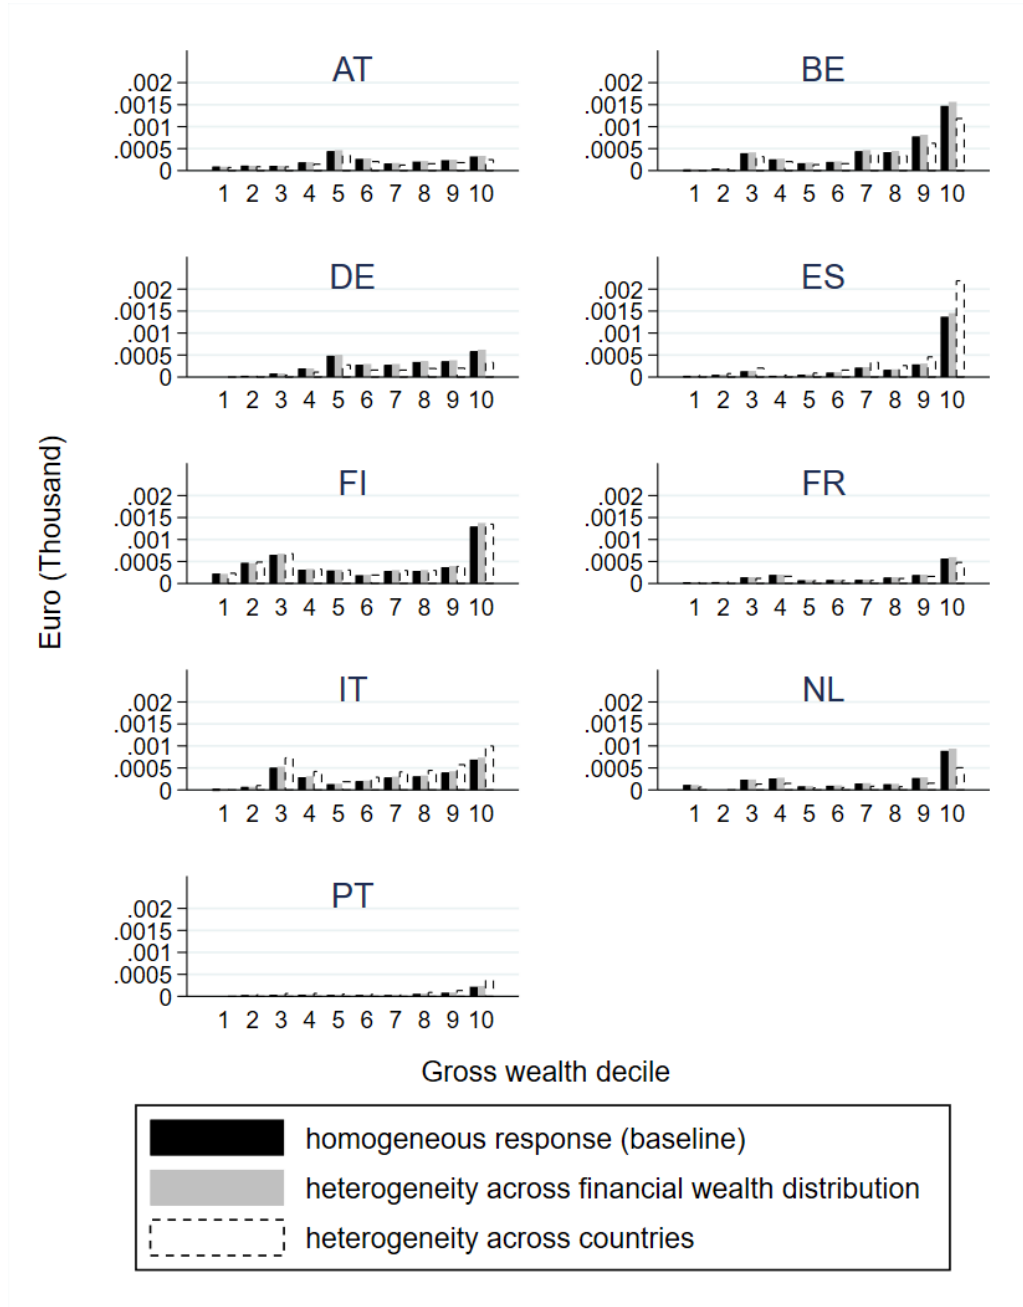 AT
.002
.0015
.001
.0005
0
1 2 3 4 5 6 7 8 9 10
BE
.002
.0015
.001
.0005
0
1 2 3 4 5 6 7 8 9 10
DE
.002
.0015
.001
.0005
0
1 2 3 4 5 6 7 8 9 10
ES
.002
.0015
.001
.0005
0
1 2 3 4 5 6 7 8 9 10
Euro (Thousand)
FI
.002
.0015
.001
.0005
0
1 2 3 4 5 6 7 8 9 10
FR
.002
.0015
.001
.0005
0
1 2 3 4 5 6 7 8 9 10
IT
.002
.0015
.001
.0005
0
1 2 3 4 5 6 7 8 9 10
NL
.002
.0015
.001
.0005
0
1 2 3 4 5 6 7 8 9 10
PT
.002
.0015
.001
.0005
0
1 2 3 4 5 6 7 8 9 10
Gross wealth decile
homogeneous response (baseline)
heterogeneity across financial wealth distribution
heterogeneity across countries